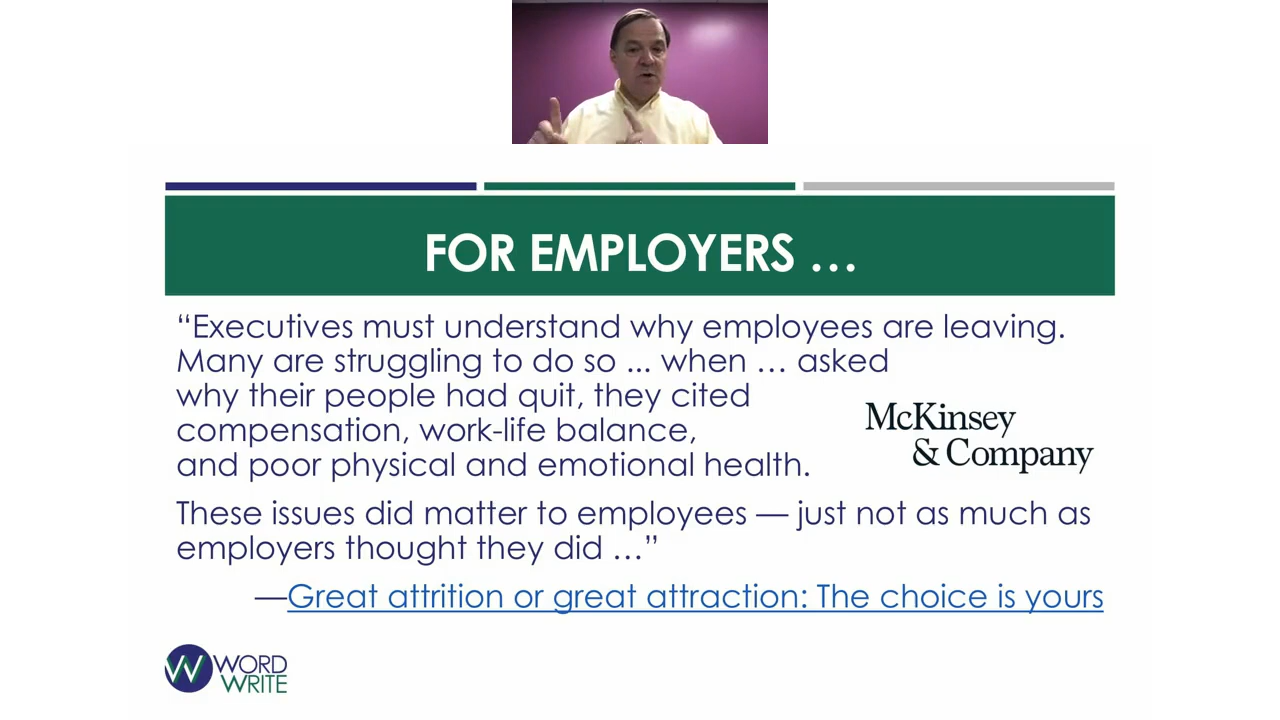 FOR EMPLOYERS …
“Executives must understand why employees are leaving.
Many are struggling to do so ... when … asked
why their people had quit, they cited
compensation, work-life balance,
and poor physical and emotional health.
McKinsey
& Company
These issues did matter to employees — just not as much as
employers thought they did …”
—Great attrition or great attraction: The choice is yours
W WORD
WRITE